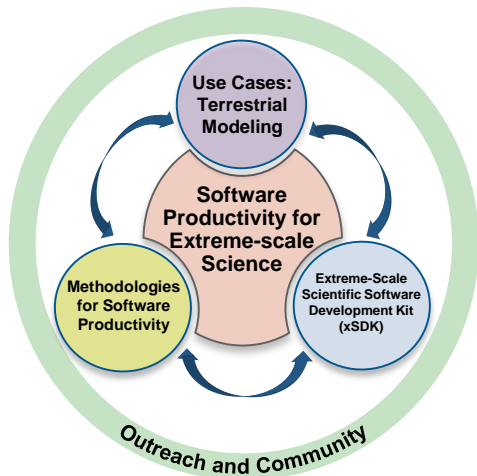 Use Cases:
Terrestrial
Modeling
Software
Productivity for
Extreme-scale
Science
Methodologies
for Software
Productivity
Extreme-Scale
Scientific Software
Development Kit
(xSDK)
Outreach and Community